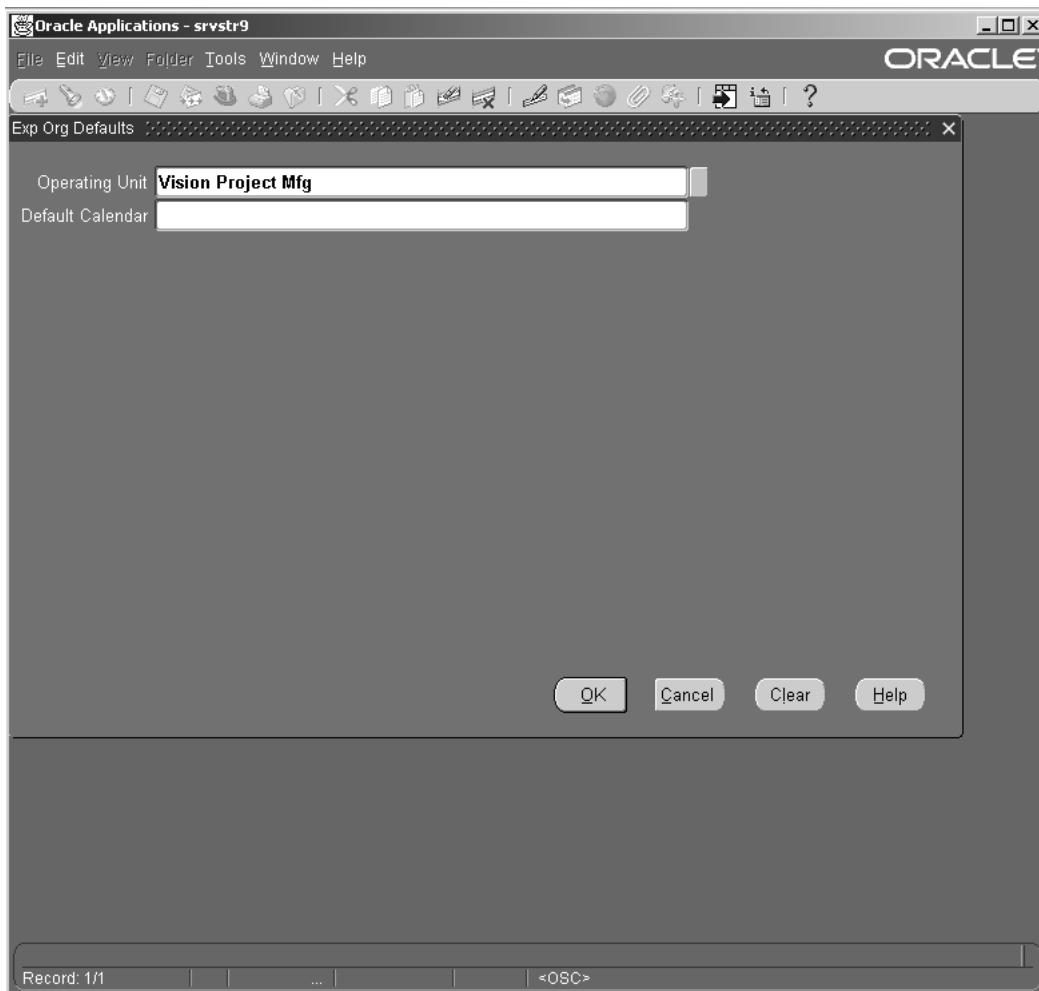 Oracle Applications - srvstr9
File Edit View Folder Tools Window Help
ORACLE
Exp Org Defaults
Operating Unit Vision Project Mfg
Default Calendar
OK Cancel Clear Help
Record: 1/1 ... <OSC>